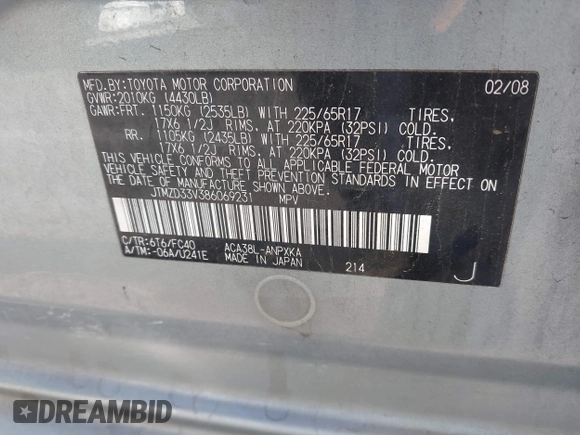 MFD.BY:TOYOTA MOTOR CORPORATION 02/08
GVWR:2010KG (4430LB)
GAWR:FRT. 1150KG (2535LB) WITH 225/65R17 TIRES,
17X6 1/2J RIMS, AT 220KPA (32PSI) COLD.
RR. 1105KG (2435LB) WITH 225/65R17 TIRES,
17X6 1/2J RIMS, AT 220KPA (32PSI) COLD.
THIS VEHICLE CONFORMS TO ALL APPLICABLE FEDERAL MOTOR
VEHICLE SAFETY AND THEFT PREVENTION STANDARDS IN EFFECT ON
THE DATE OF MANUFACTURE SHOWN ABOVE.
JTMZD33V386069231 MPV
C/TR:6T6/FC40 ACA38L-ANPXKA
A/TM:-06A/U241E MADE IN JAPAN 214 J
DREAMBID